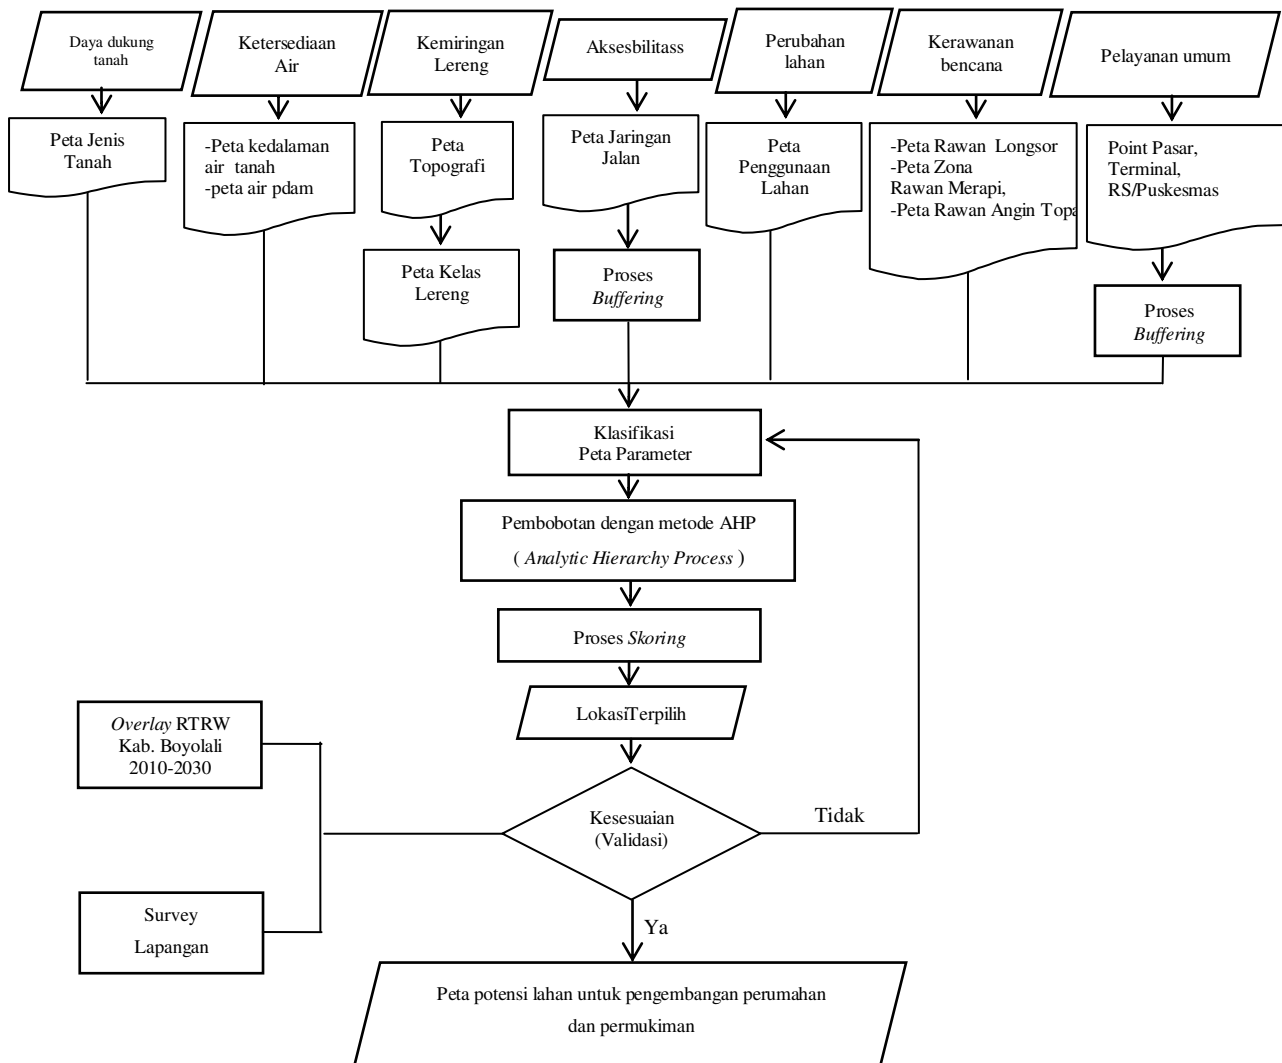 Daya dukung
tanah
Ketersediaan
Air
Kemiringan
Lereng
Aksesbilitass
Perubahan
lahan
Kerawanan
bencana
Pelayanan umum
Peta Jenis
Tanah
-Peta kedalaman
air tanah
-peta air pdam
Peta
Topografi
Peta Jaringan
Jalan
Peta
Penggunaan
Lahan
-Peta Rawan Longsor
-Peta Zona
Rawan Merapi,
-Peta Rawan Angin Topa
Point Pasar,
Terminal,
RS/Puskesmas
Peta Kelas
Lereng
Proses
Buffering
Proses
Buffering
Klasifikasi
Peta Parameter
Pembobotan dengan metode AHP
( Analytic Hierarchy Process )
Proses Skoring
LokasiTerpilih
Overlay RTRW
Kab. Boyolali
2010-2030
Kesesuaian
(Validasi)
Tidak
Survey
Lapangan
Ya
Peta potensi lahan untuk pengembangan perumahan
dan permukiman